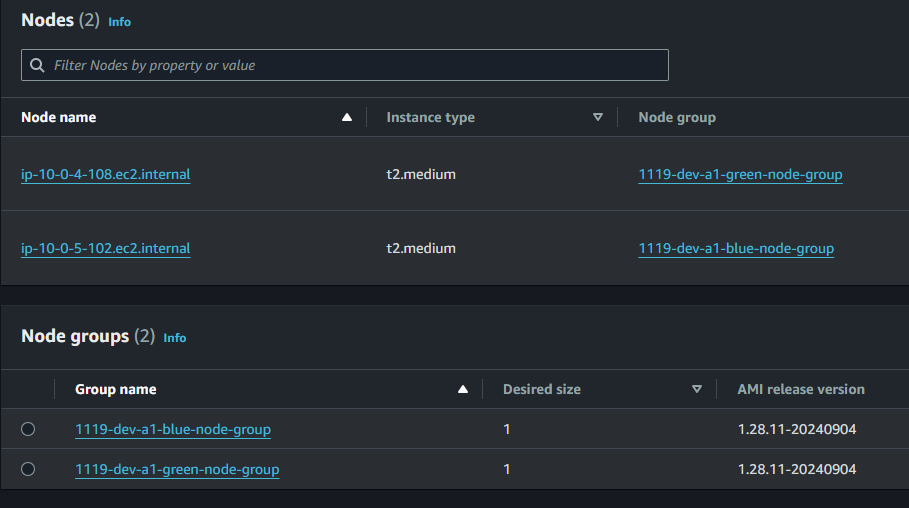 Nodes (2) Info
Filter Nodes by property or value
Node name Instance type Node group
ip-10-0-4-108.ec2.internal t2.medium 1119-dev-a1-green-node-group
ip-10-0-5-102.ec2.internal t2.medium 1119-dev-a1-blue-node-group
Node groups (2) Info
Group name Desired size AMI release version
1119-dev-a1-blue-node-group 1 1.28.11-20240904
1119-dev-a1-green-node-group 1 1.28.11-20240904